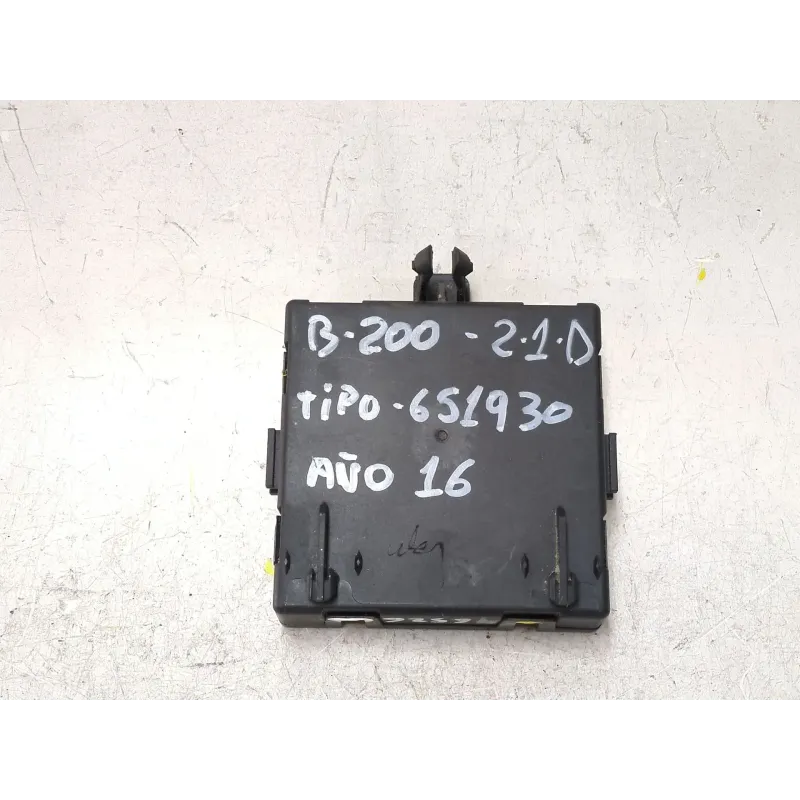 B-200 - 2.1.D
TiPO - 651930
AÑO 16